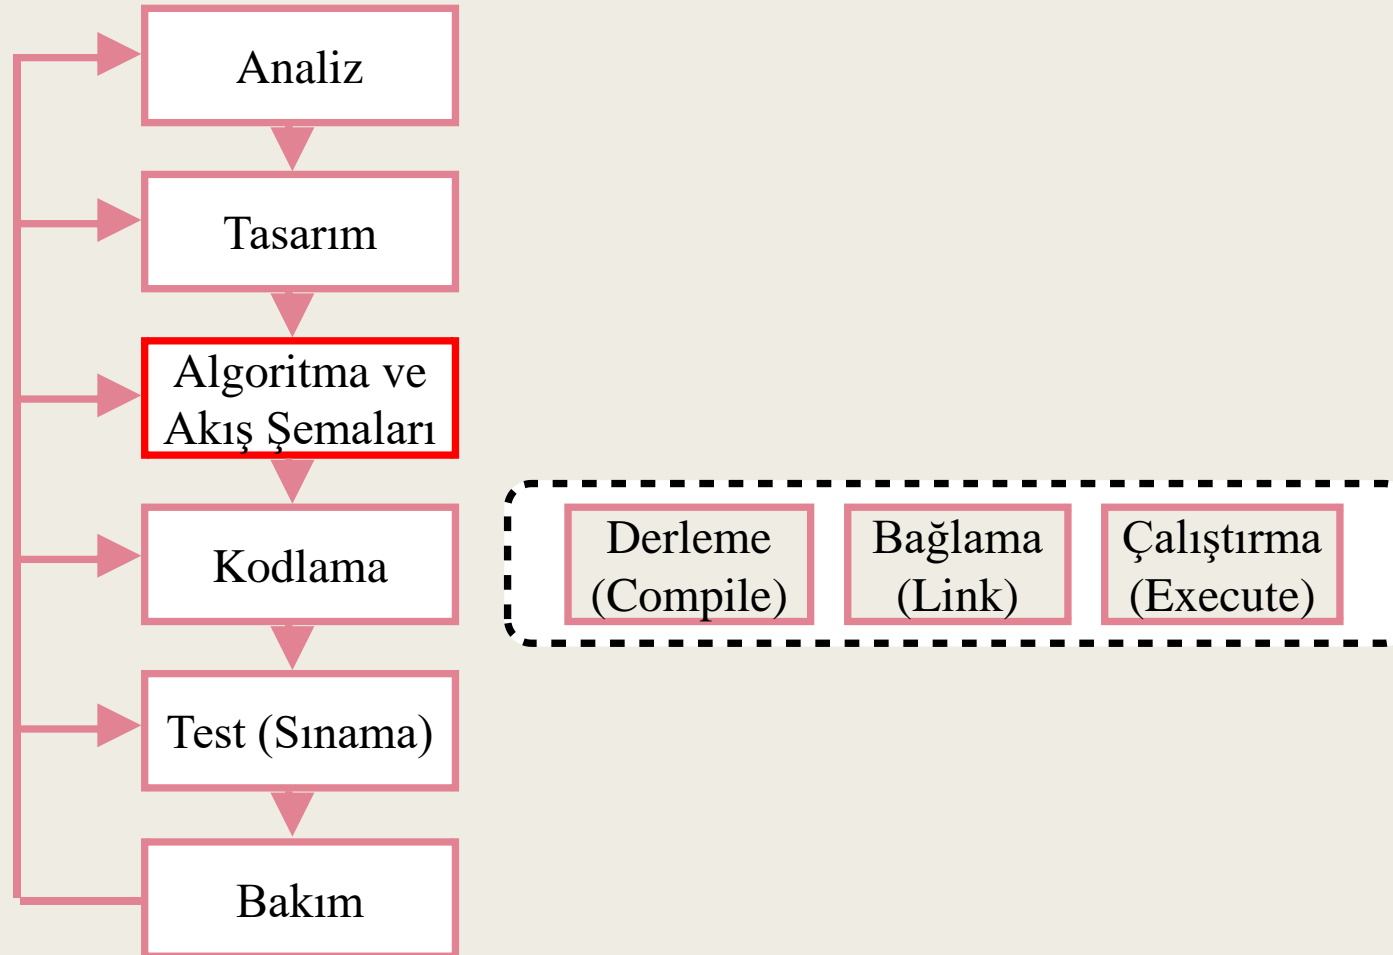 Analiz
Tasarım
Algoritma ve
Akış Şemaları
Kodlama
Derleme
(Compile)
Bağlama
(Link)
Çalıştırma
(Execute)
Test (Sınama)
Bakım